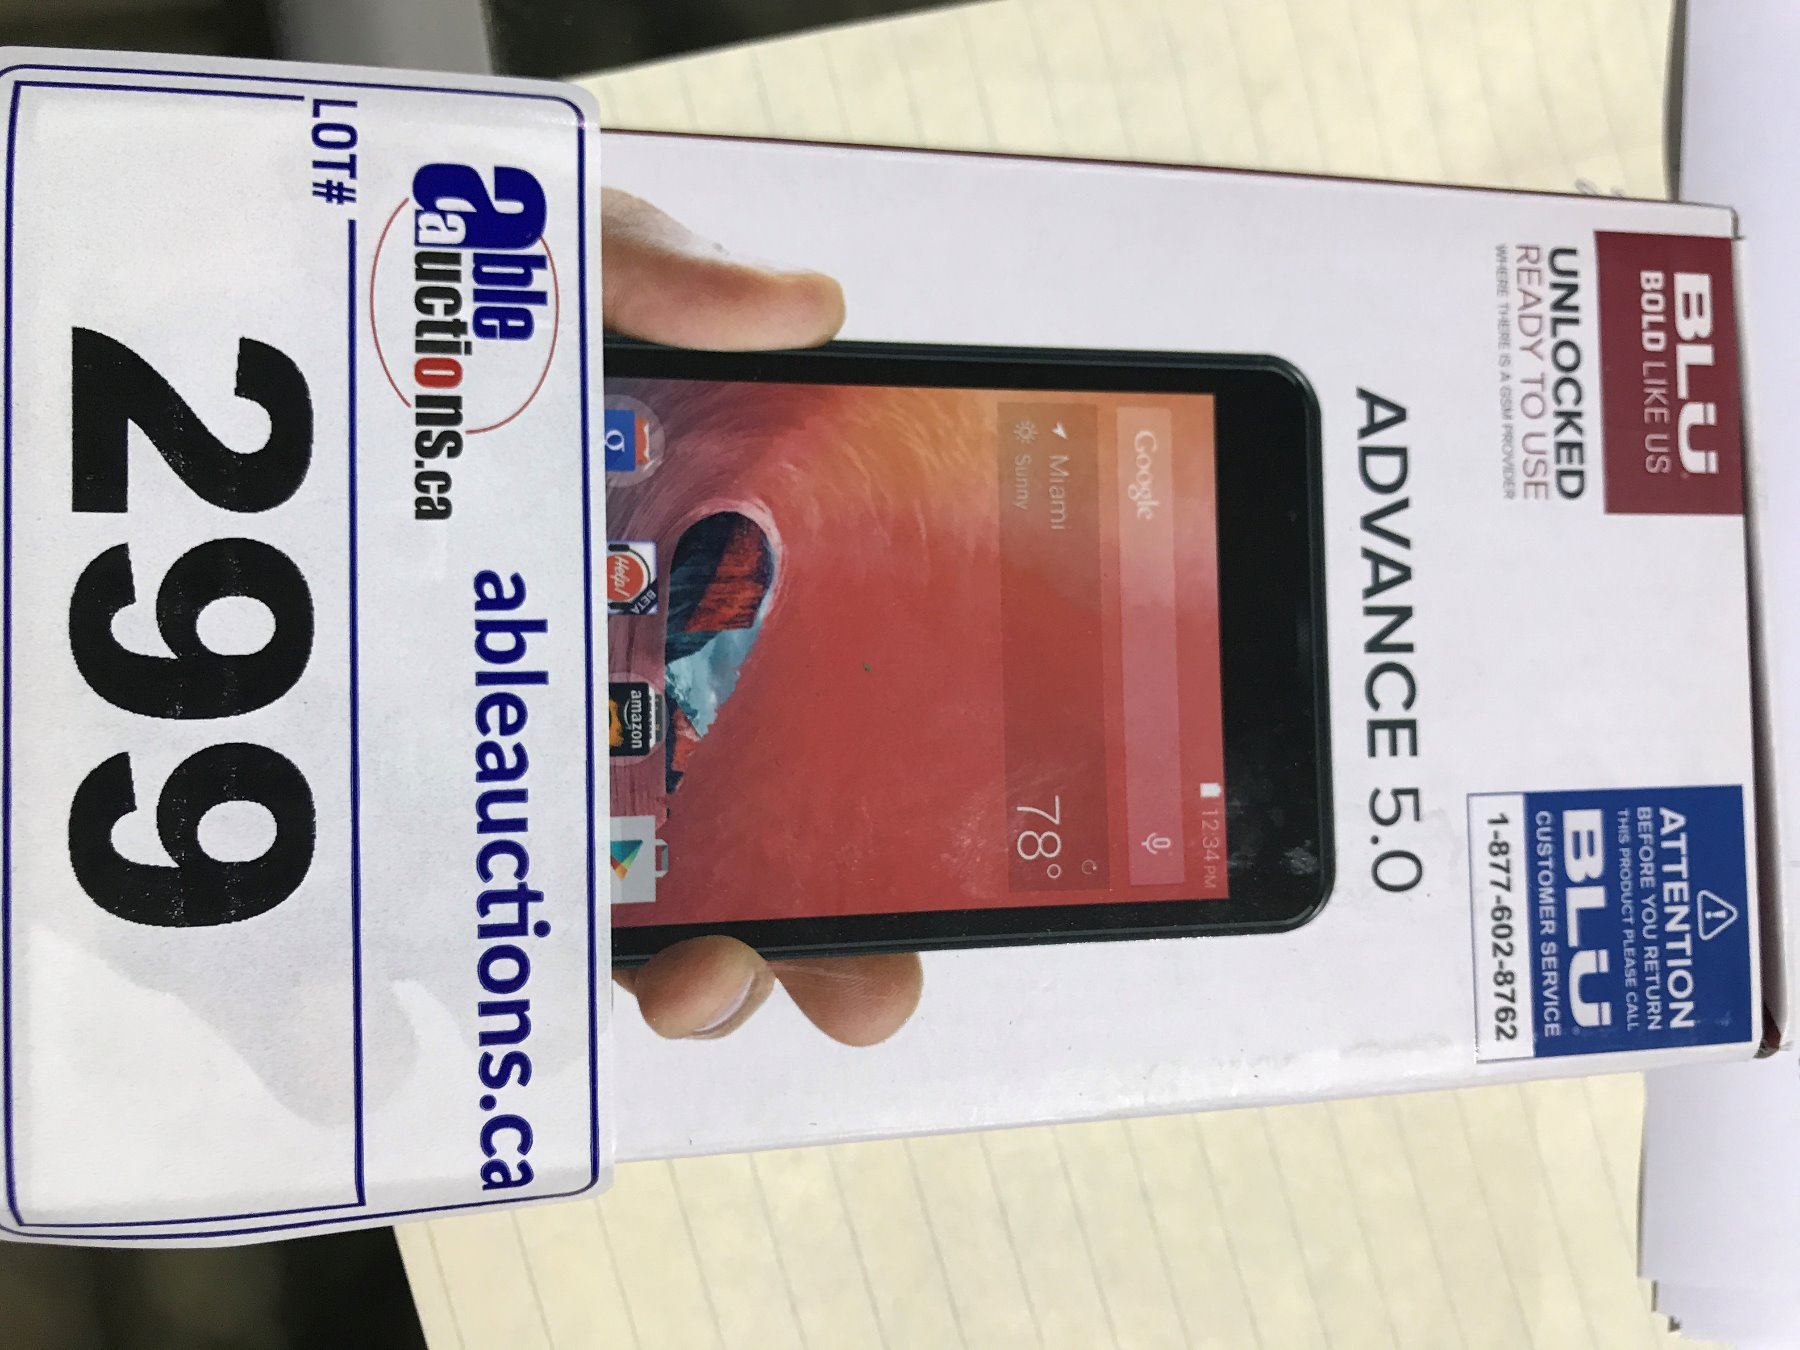 BLU
BOLD LIKE US
UNLOCKED
READY TO USE
WHERE THERE IS A GSM PROVIDER
ATTENTION
BEFORE YOU RETURN
THIS PRODUCT PLEASE CALL
BLU
CUSTOMER SERVICE
1-877-602-8762
ADVANCE 5.0
12:34 PM
Google
Miami
Sunny
78°
g
Help!
BETA
amazon
able
auctions.ca
ableauctions.ca
LOT#
299